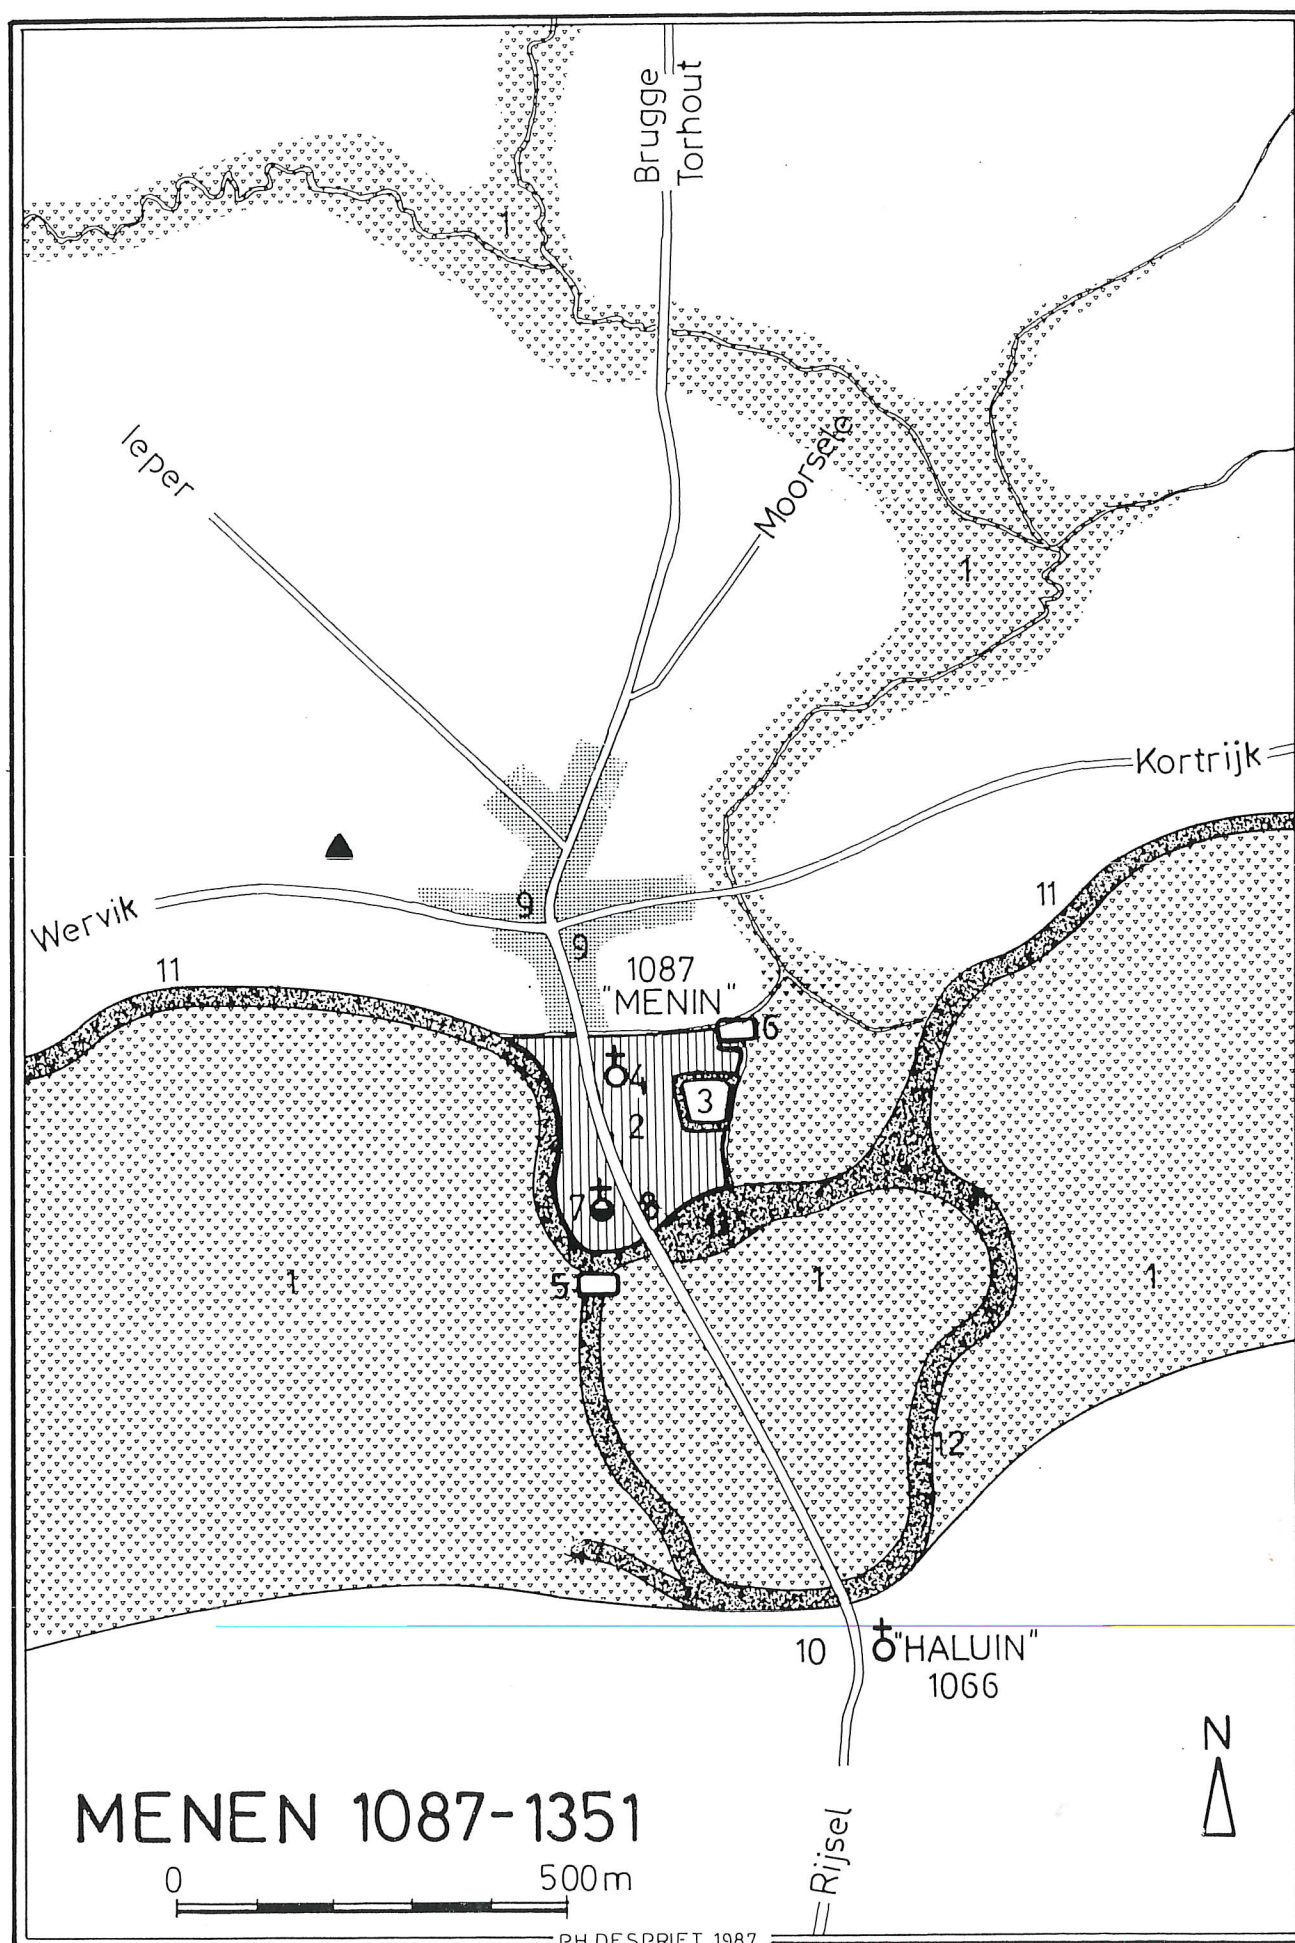 Brugge
Torhout
1
Ieper
Moorsele
1
Kortrijk
Wervik
9
9
11
11
1087
"MENIN"
6
4
3
2
7
8
11
5
1
1
1
12
10
"HALUIN"
1066
N
MENEN 1087-1351
0
500m
Rijsel
PH.DESPRIET 1987